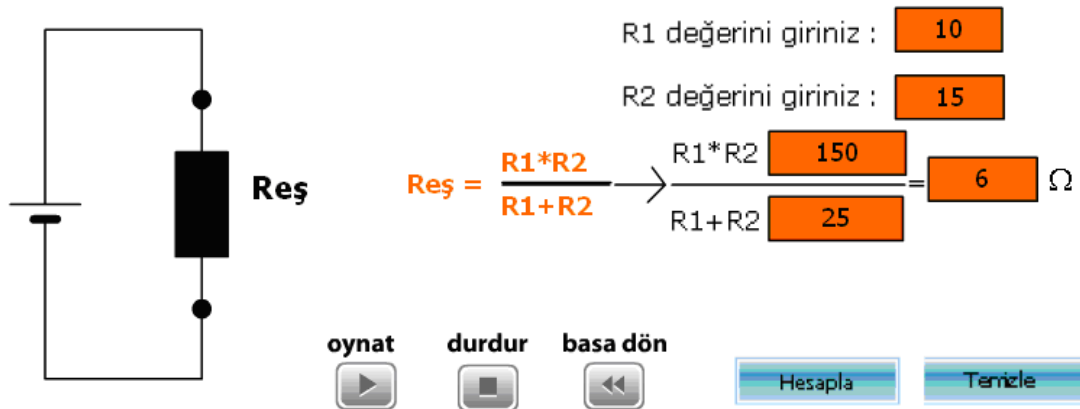 R1 değerini giriniz : 10
R2 değerini giriniz : 15
Reş
Reş = R1*R2
R1+R2
R1*R2 150
R1+R2 25
= 6 Ω
oynat durdur basa dön
Hesapla Temizle